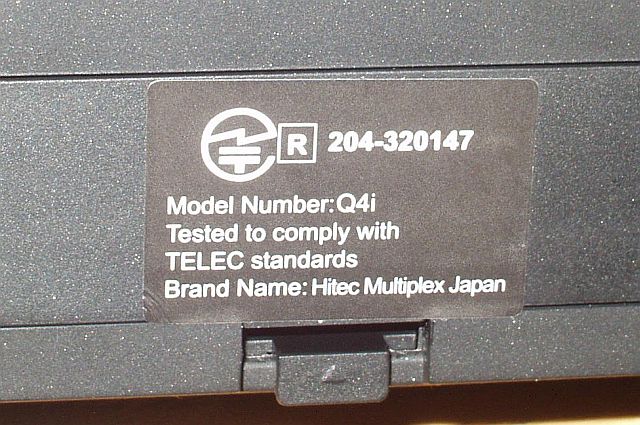 R 204-320147
Model Number:Q4i
Tested to comply with
TELEC standards
Brand Name: Hitec Multiplex Japan